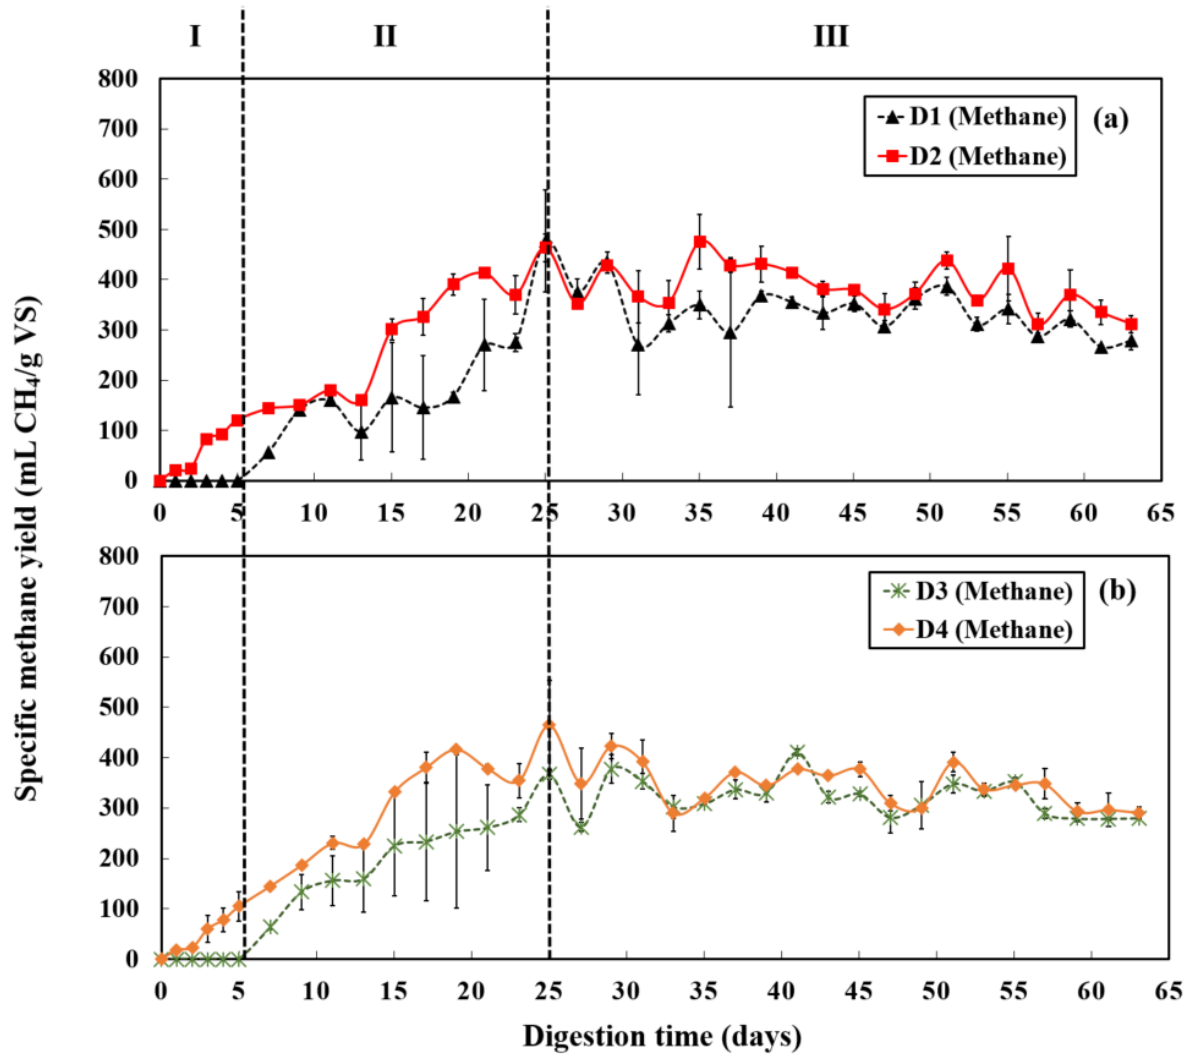 I II III
800
700
600
500
400
300
200
100
0
0 5 10 15 20 25 30 35 40 45 50 55 60 65
D1 (Methane)
D2 (Methane)
(a)
800
700
600
500
400
300
200
100
0
0 5 10 15 20 25 30 35 40 45 50 55 60 65
D3 (Methane)
D4 (Methane)
(b)
Specific methane yield (mL CH₄/g VS)
Digestion time (days)